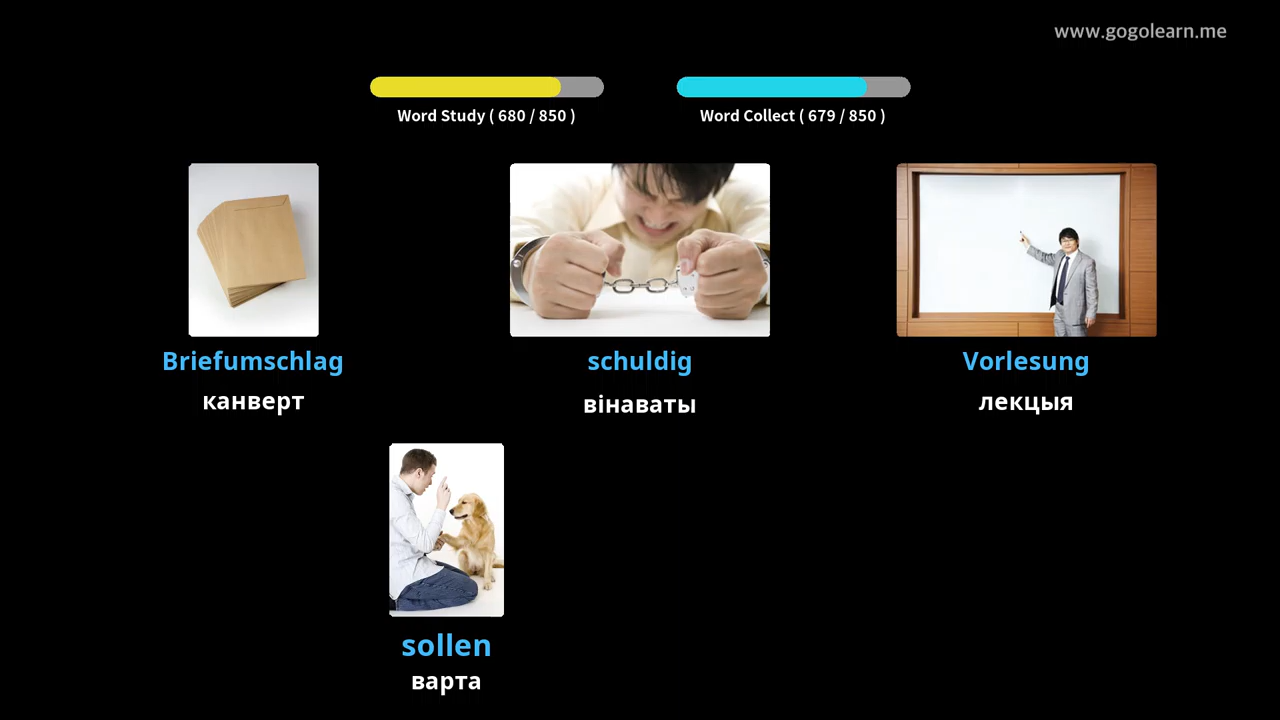 www.gogolearn.me
Word Study ( 680 / 850 )
Word Collect ( 679 / 850 )
Briefumschlag
канверт
schuldig
вінаваты
Vorlesung
лекцыя
sollen
варта